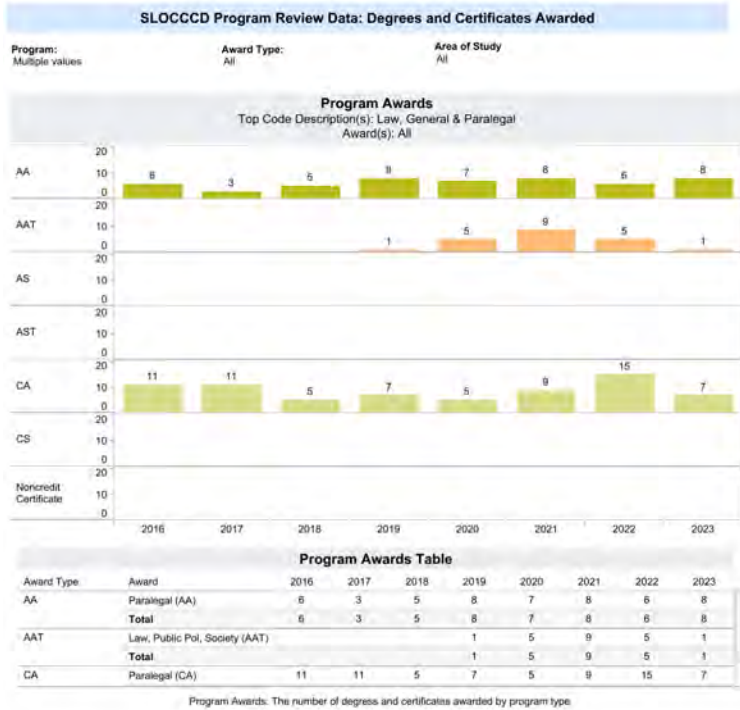 SLOCCCD Program Review Data: Degrees and Certificates Awarded
Program: Award Type: Area of Study
Multiple values All All
Program Awards
Top Code Description(s): Law, General & Paralegal
Award(s): All
AA 20 10 0 6 3 5 8 7 8 6 8
AAT 20 10 0 1 5 9 5 1
AS 20 10 0
AST 20 10 0
CA 20 10 0 11 11 5 7 5 9 15 7
CS 20 10 0
Noncredit Certificate 20 10 0
2016 2017 2018 2019 2020 2021 2022 2023
Program Awards Table
Award Type Award 2016 2017 2018 2019 2020 2021 2022 2023
AA Paralegal (AA) 6 3 5 8 7 8 6 8
Total 6 3 5 8 7 8 6 8
AAT Law, Public Pol, Society (AAT) 1 5 9 5 1
Total 1 5 9 5 1
CA Paralegal (CA) 11 11 5 7 5 9 15 7
Program Awards: The number of degress and certificates awarded by program type